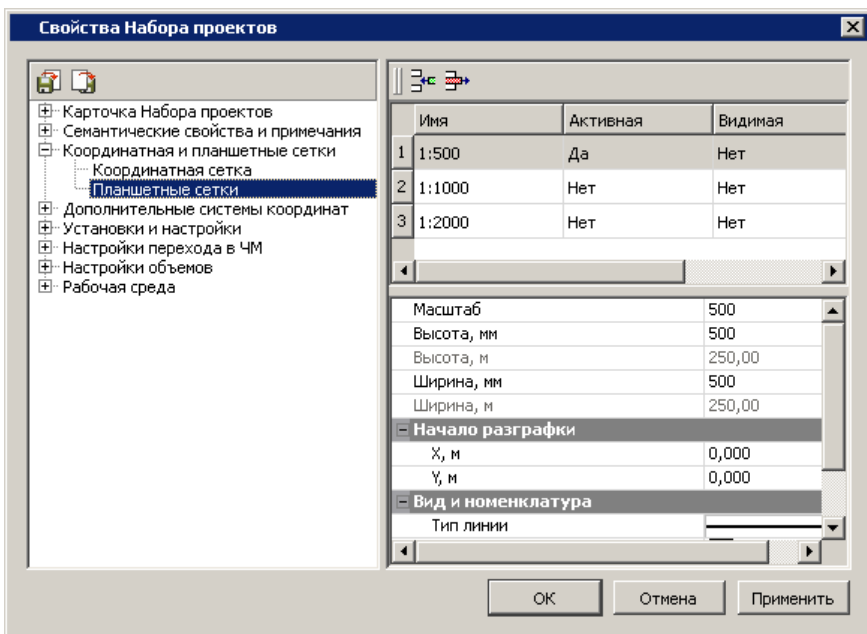 Свойства Набора проектов
Карточка Набора проектов
Семантические свойства и примечания
Координатная и планшетные сетки
Координатная сетка
Планшетные сетки
Дополнительные системы координат
Установки и настройки
Настройки перехода в ЧМ
Настройки объемов
Рабочая среда
Имя Активная Видимая
1 1:500 Да Нет
2 1:1000 Нет Нет
3 1:2000 Нет Нет
Масштаб 500
Высота, мм 500
Высота, м 250,00
Ширина, мм 500
Ширина, м 250,00
Начало разграфки
X, м 0,000
Y, м 0,000
Вид и номенклатура
Тип линии
ОК Отмена Применить